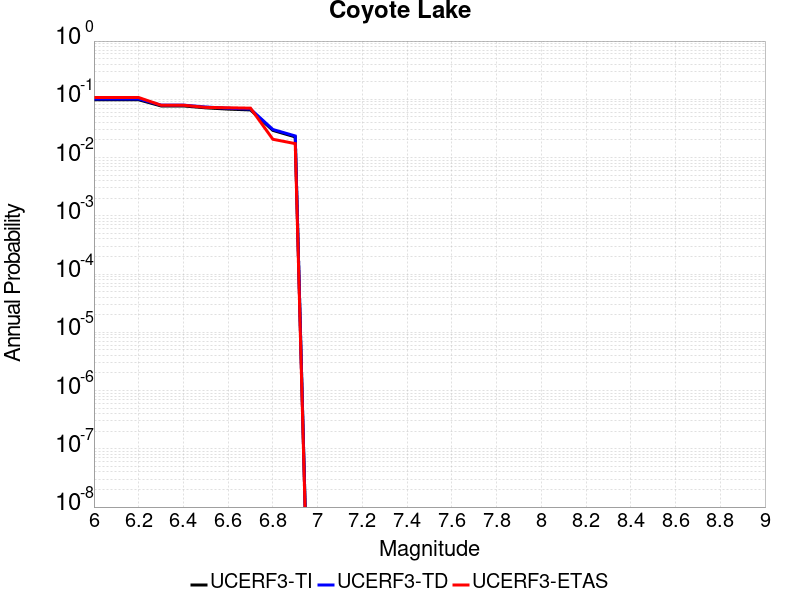 Coyote Lake
Annual Probability
10^0
10^-1
10^-2
10^-3
10^-4
10^-5
10^-6
10^-7
10^-8
6 6.2 6.4 6.6 6.8 7 7.2 7.4 7.6 7.8 8 8.2 8.4 8.6 8.8 9
Magnitude
UCERF3-TI UCERF3-TD UCERF3-ETAS